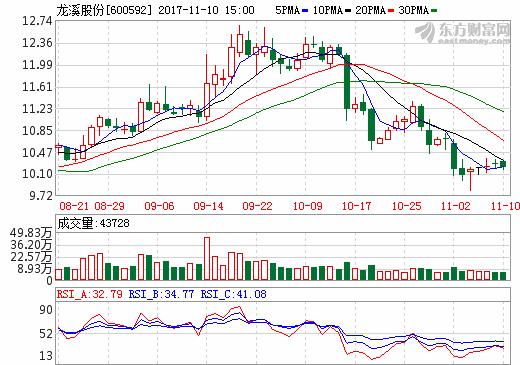 龙溪股份[600592] 2017-11-10 15:00 5PMA 10PMA 20PMA 30PMA
东方财富网
eastmoney.com
12.74
12.36
11.99
11.61
11.23
10.85
10.47
10.10
9.72
08-21 08-29 09-06 09-14 09-22 10-09 10-17 10-25 11-02 11-10
成交量:43728
49.83万
36.20万
22.57万
8.93万
0
RSI_A:32.79 RSI_B:34.77 RSI_C:41.08
90
52
13